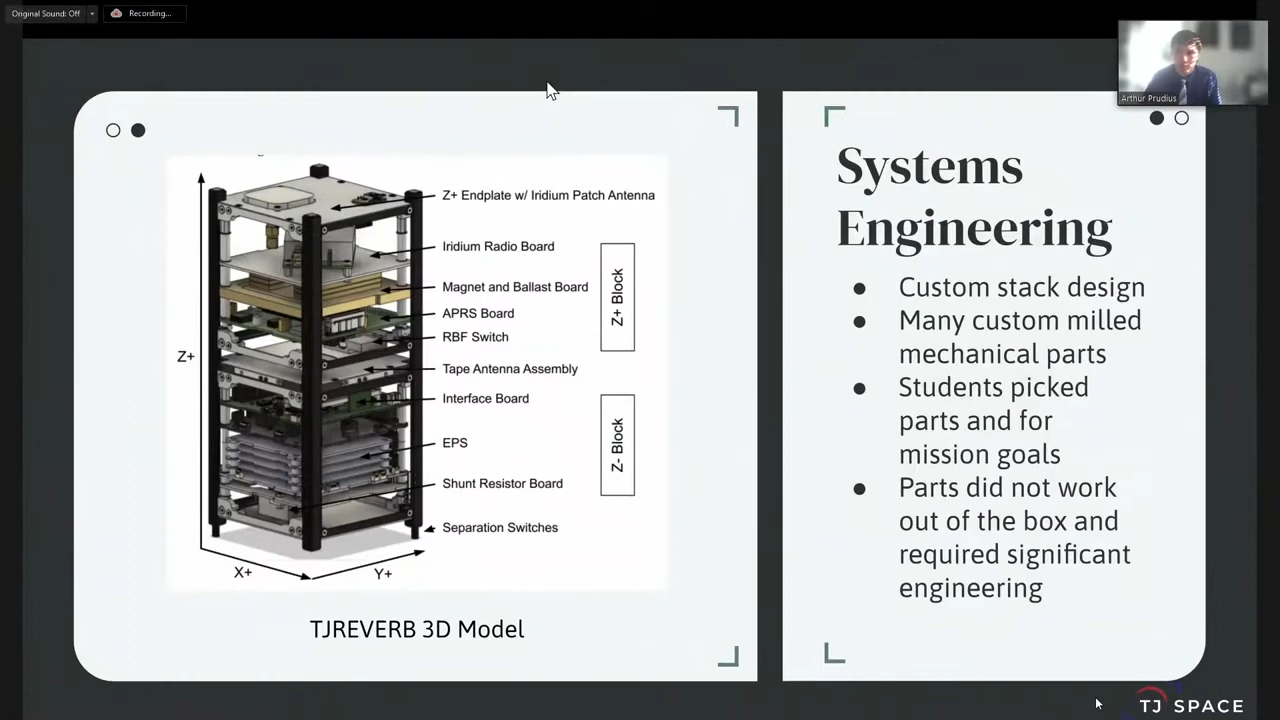 Original Sound: Off
Recording...
Arthur Prudius
Z+ Endplate w/ Iridium Patch Antenna
Iridium Radio Board
Magnet and Ballast Board
APRS Board
RBF Switch
Tape Antenna Assembly
Interface Board
EPS
Shunt Resistor Board
Separation Switches
Z+ Block
Z- Block
Z+
X+
Y+
TJREVERB 3D Model
Systems
Engineering
● Custom stack design
● Many custom milled
mechanical parts
● Students picked
parts and for
mission goals
● Parts did not work
out of the box and
required significant
engineering
TJ SPACE